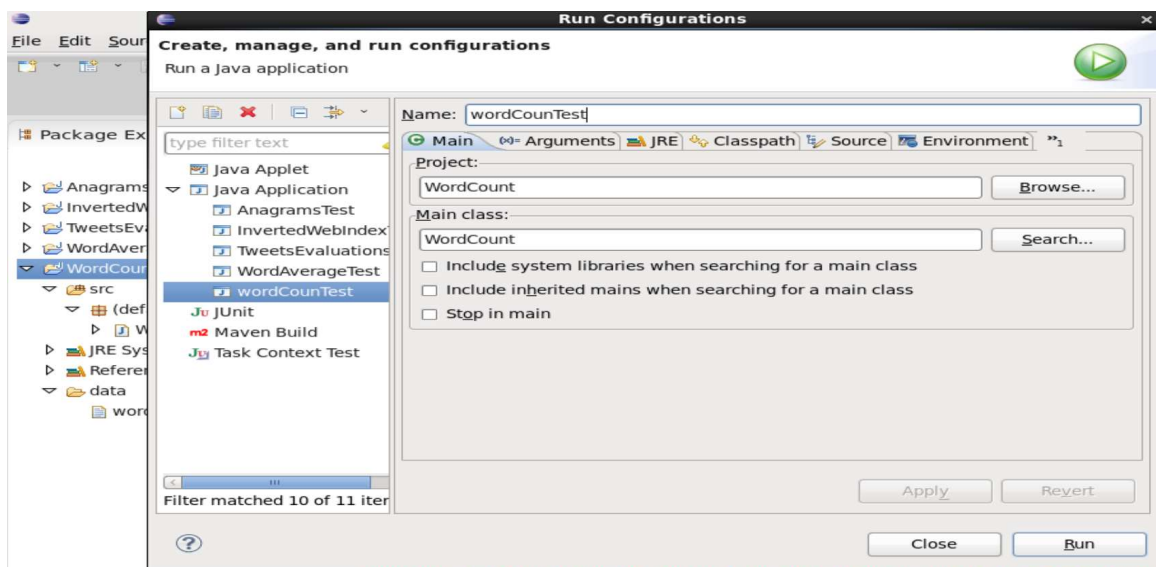 Run Configurations
File Edit Sour
Create, manage, and run configurations
Run a Java application
Package Ex
Anagrams
InvertedW
TweetsEv
WordAver
WordCour
src
(def
W
JRE Sys
Referen
data
word
type filter text
Java Applet
Java Application
AnagramsTest
InvertedWebIndex
TweetsEvaluations
WordAverageTest
wordCounTest
JUnit
Maven Build
Task Context Test
Filter matched 10 of 11 iter
Name: wordCounTest
Main (x)= Arguments JRE Classpath Source Environment »1
Project:
WordCount Browse...
Main class:
WordCount Search...
Include system libraries when searching for a main class
Include inherited mains when searching for a main class
Stop in main
Apply Revert
Close Run